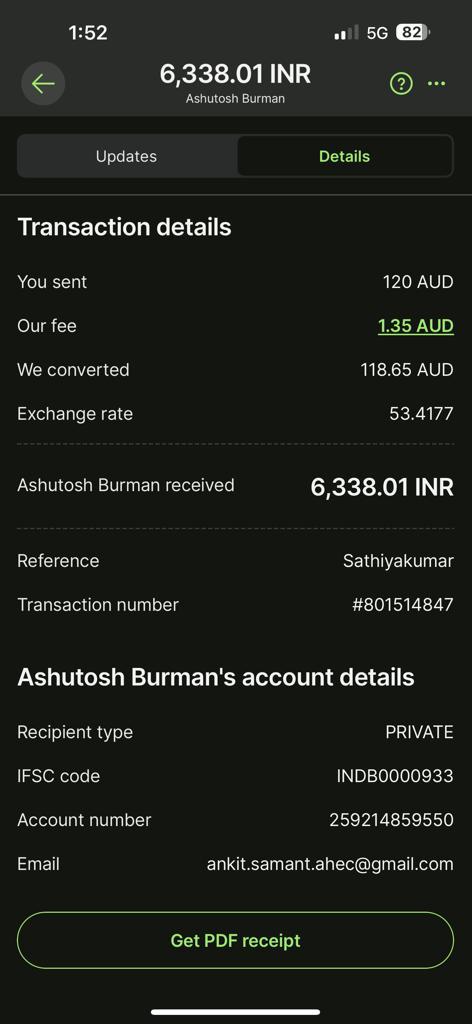 1:52
5G
82
6,338.01 INR
Ashutosh Burman
Updates
Details
Transaction details
You sent 120 AUD
Our fee 1.35 AUD
We converted 118.65 AUD
Exchange rate 53.4177
Ashutosh Burman received 6,338.01 INR
Reference Sathiyakumar
Transaction number #801514847
Ashutosh Burman's account details
Recipient type PRIVATE
IFSC code INDB0000933
Account number 259214859550
Email ankit.samant.ahec@gmail.com
Get PDF receipt